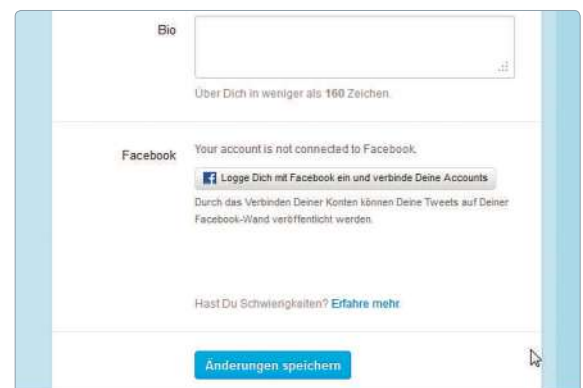 Bio
Über Dich in weniger als 160 Zeichen.
Facebook
Your account is not connected to Facebook.
Logge Dich mit Facebook ein und verbinde Deine Accounts
Durch das Verbinden Deiner Konten können Deine Tweets auf Deiner
Facebook-Wand veröffentlicht werden.
Hast Du Schwierigkeiten? Erfahre mehr.
Änderungen speichern